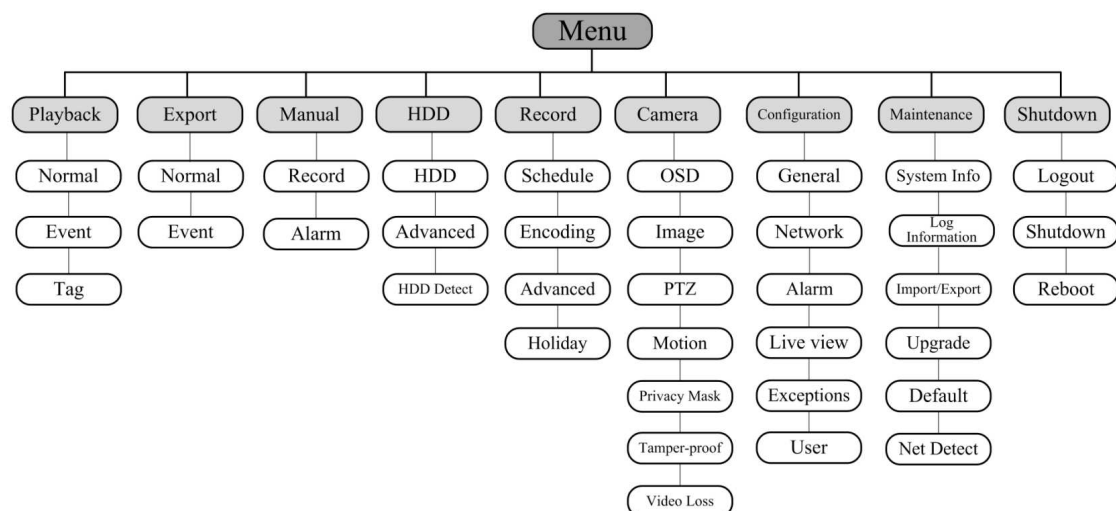 Menu
Playback
Export
Manual
HDD
Record
Camera
Configuration
Maintenance
Shutdown
Normal
Normal
Record
HDD
Schedule
OSD
General
System Info
Logout
Event
Event
Alarm
Advanced
Encoding
Image
Network
Log
Information
Shutdown
Tag
HDD Detect
Advanced
PTZ
Alarm
Import/Export
Reboot
Holiday
Motion
Live view
Upgrade
Privacy Mask
Exceptions
Default
Tamper-proof
User
Net Detect
Video Loss